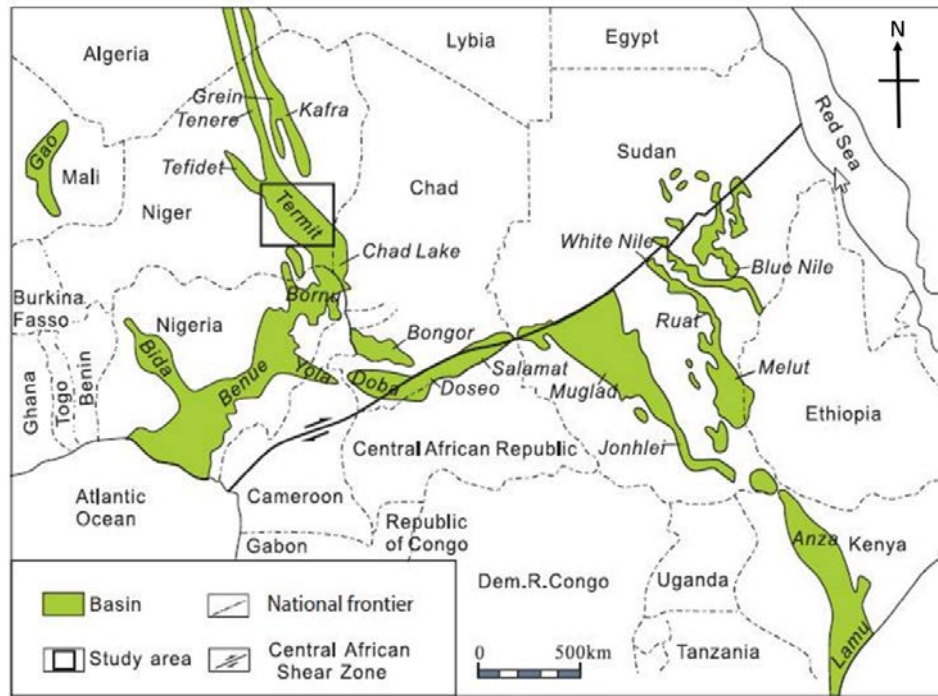 Algeria
Lybia
Egypt
N
Grein
Tenere
Kafra
Red Sea
Gao
Mali
Tefidet
Sudan
Niger
Termit
Chad
Chad Lake
White Nile
Blue Nile
Burkina
Fasso
Nigeria
Bornu
Bongor
Ruat
Bida
Benue
Yola
Doba
Doseo
Salamat
Muglad
Melut
Ghana
Togo
Benin
Ethiopia
Central African Republic
Jonhlei
Atlantic
Ocean
Cameroon
Republic
of Congo
Gabon
Anza
Kenya
Dem.R.Congo
Uganda
Lamu
Tanzania
Basin
National frontier
Study area
Central African
Shear Zone
0
500km